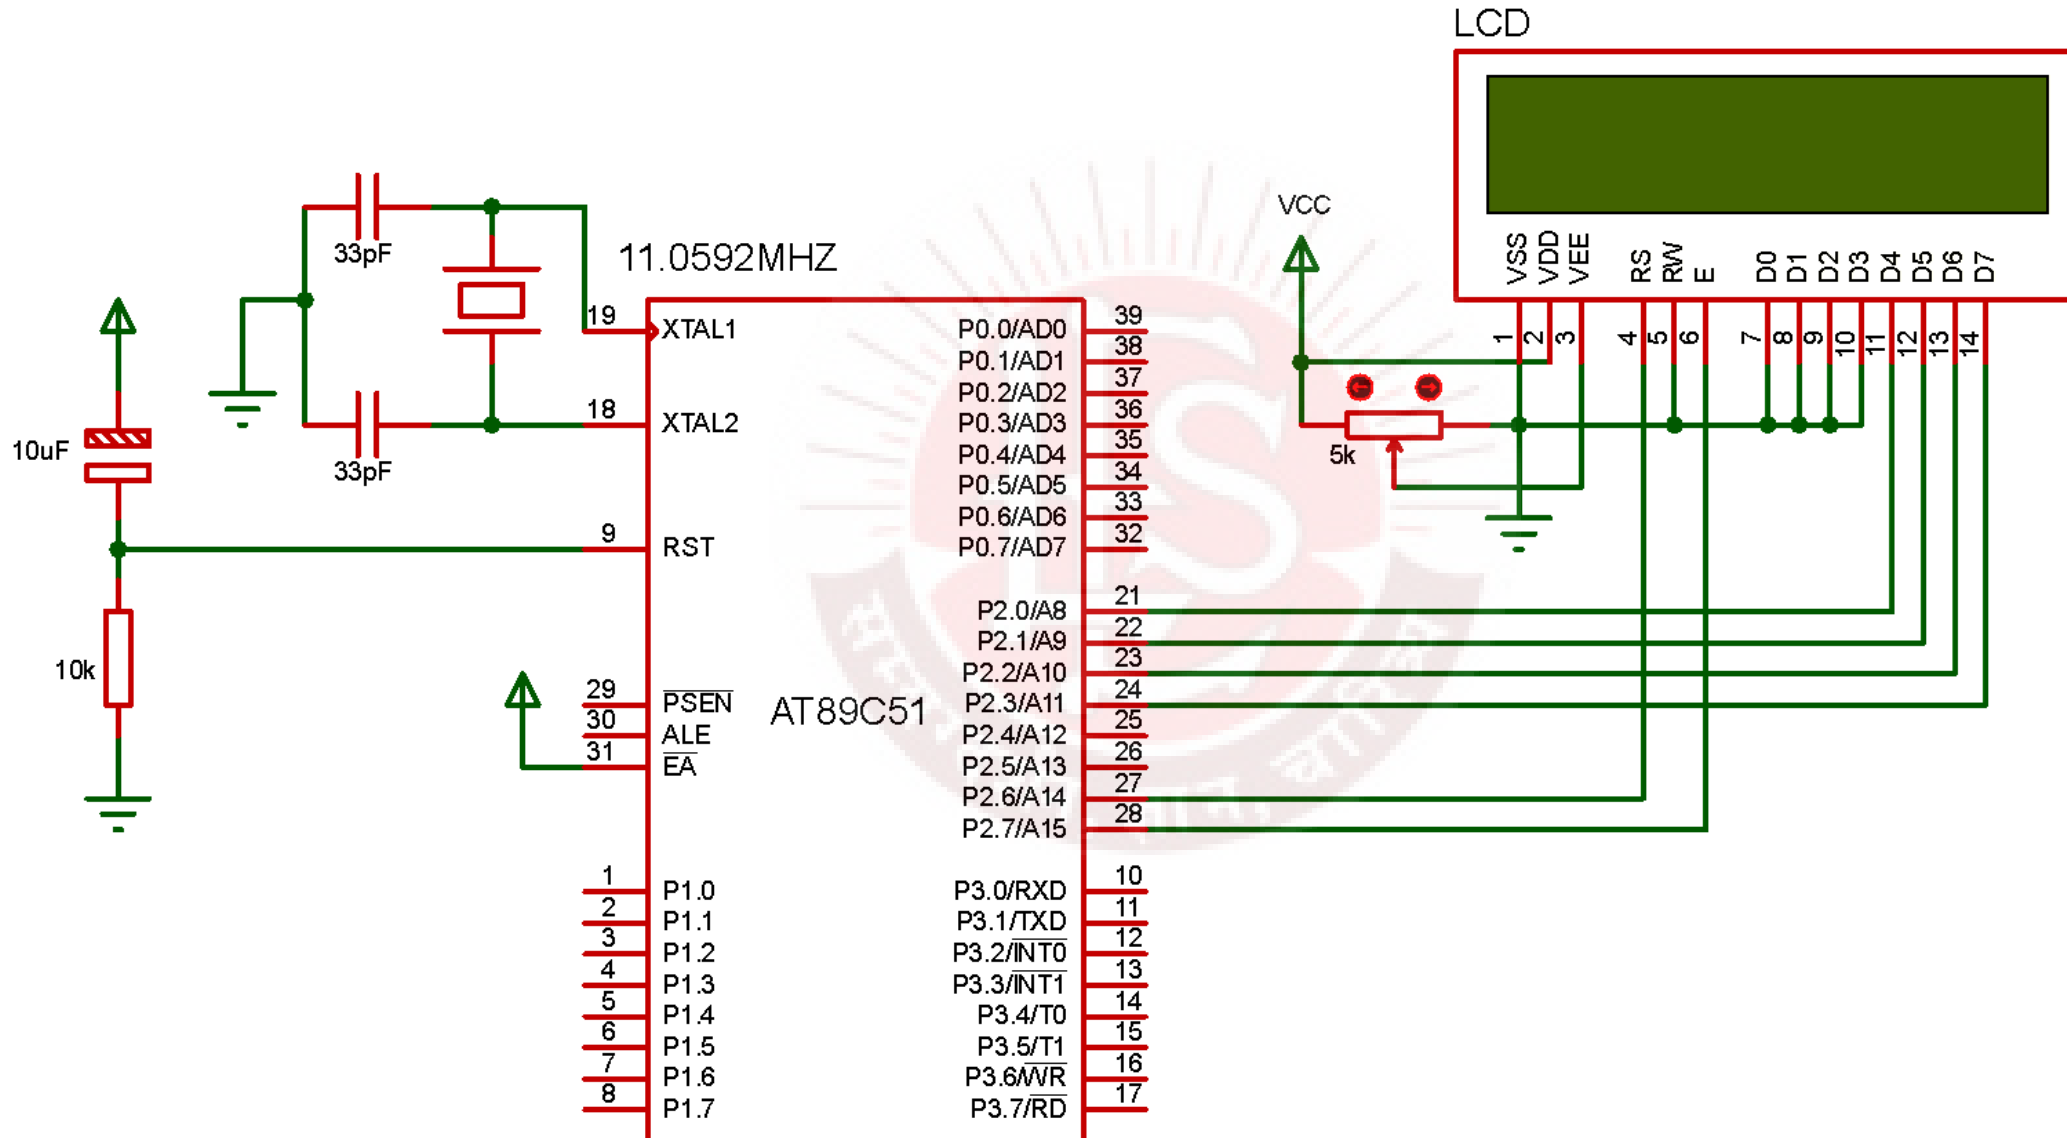 LCD
VCC
33pF
11.0592MHZ
VSS
VDD
VEE
RS
RW
E
D0
D1
D2
D3
D4
D5
D6
D7
1
2
3
4
5
6
7
8
9
10
11
12
13
14
19 XTAL1
18 XTAL2
33pF
10uF
9 RST
10k
29 PSEN
30 ALE
31 EA
AT89C51
5k
P0.0/AD0 39
P0.1/AD1 38
P0.2/AD2 37
P0.3/AD3 36
P0.4/AD4 35
P0.5/AD5 34
P0.6/AD6 33
P0.7/AD7 32
P2.0/A8 21
P2.1/A9 22
P2.2/A10 23
P2.3/A11 24
P2.4/A12 25
P2.5/A13 26
P2.6/A14 27
P2.7/A15 28
1 P1.0
2 P1.1
3 P1.2
4 P1.3
5 P1.4
6 P1.5
7 P1.6
8 P1.7
P3.0/RXD 10
P3.1/TXD 11
P3.2/INT0 12
P3.3/INT1 13
P3.4/T0 14
P3.5/T1 15
P3.6/WR 16
P3.7/RD 17